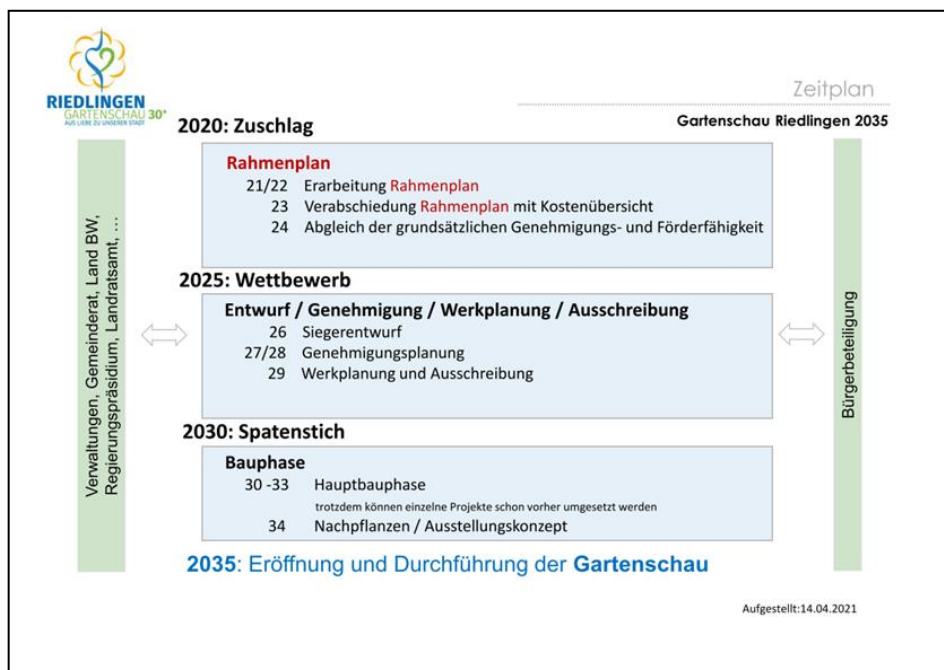 RIEDLINGEN
GARTENSCHAU 30+
AUS LIEBE ZU UNSERER STADT
Zeitplan
Gartenschau Riedlingen 2035
2020: Zuschlag
Rahmenplan
21/22 Erarbeitung Rahmenplan
23 Verabschiedung Rahmenplan mit Kostenübersicht
24 Abgleich der grundsätzlichen Genehmigungs- und Förderfähigkeit
2025: Wettbewerb
Entwurf / Genehmigung / Werkplanung / Ausschreibung
26 Siegerentwurf
27/28 Genehmigungsplanung
29 Werkplanung und Ausschreibung
2030: Spatenstich
Bauphase
30 -33 Hauptbauphase
trotzdem können einzelne Projekte schon vorher umgesetzt werden
34 Nachpflanzen / Ausstellungskonzept
2035: Eröffnung und Durchführung der Gartenschau
Verwaltungen, Gemeinderat, Land BW,
Regierungspräsidium, Landratsamt, ...
Bürgerbeteiligung
Aufgestellt:14.04.2021